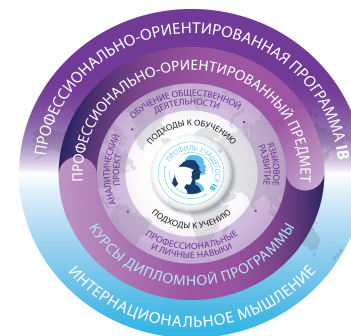 ПРОФЕССИОНАЛЬНО-ОРИЕНТИРОВАННАЯ ПРОГРАММА IB
ПРОФЕССИОНАЛЬНО-ОРИЕНТИРОВАННЫЙ ПРЕДМЕТ
ОБУЧЕНИЕ ОБЩЕСТВЕННОЙ
ДЕЯТЕЛЬНОСТИ
ПОДХОДЫ К ОБУЧЕНИЮ
АНАЛИТИЧЕСКИЙ
ПРОЕКТ
ПРОФИЛЬ УЧАЩЕГОСЯ IB
ЯЗЫКОВОЕ
РАЗВИТИЕ
ПОДХОДЫ К УЧЕНИЮ
ПРОФЕССИОНАЛЬНЫЕ
И ЛИЧНЫЕ НАВЫКИ
КУРСЫ ДИПЛОМНОЙ ПРОГРАММЫ
ИНТЕРНАЦИОНАЛЬНОЕ МЫШЛЕНИЕ